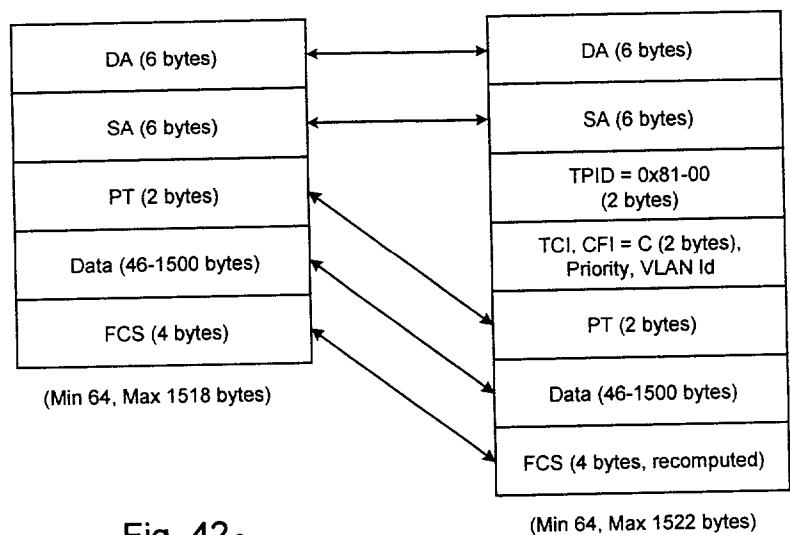 DA (6 bytes)
SA (6 bytes)
PT (2 bytes)
Data (46-1500 bytes)
FCS (4 bytes)
(Min 64, Max 1518 bytes)
DA (6 bytes)
SA (6 bytes)
TPID = 0x81-00
(2 bytes)
TCI, CFI = C (2 bytes),
Priority, VLAN Id
PT (2 bytes)
Data (46-1500 bytes)
FCS (4 bytes, recomputed)
(Min 64, Max 1522 bytes)
Fig.